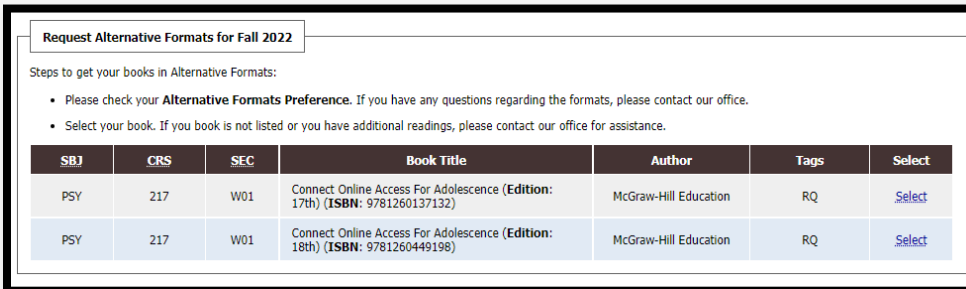 Request Alternative Formats for Fall 2022
Steps to get your books in Alternative Formats:
• Please check your Alternative Formats Preference. If you have any questions regarding the formats, please contact our office.
• Select your book. If you book is not listed or you have additional readings, please contact our office for assistance.
SBJ CRS SEC Book Title Author Tags Select
PSY 217 W01 Connect Online Access For Adolescence (Edition: McGraw-Hill Education RQ Select
17th) (ISBN: 9781260137132)
PSY 217 W01 Connect Online Access For Adolescence (Edition: McGraw-Hill Education RQ Select
18th) (ISBN: 9781260449198)